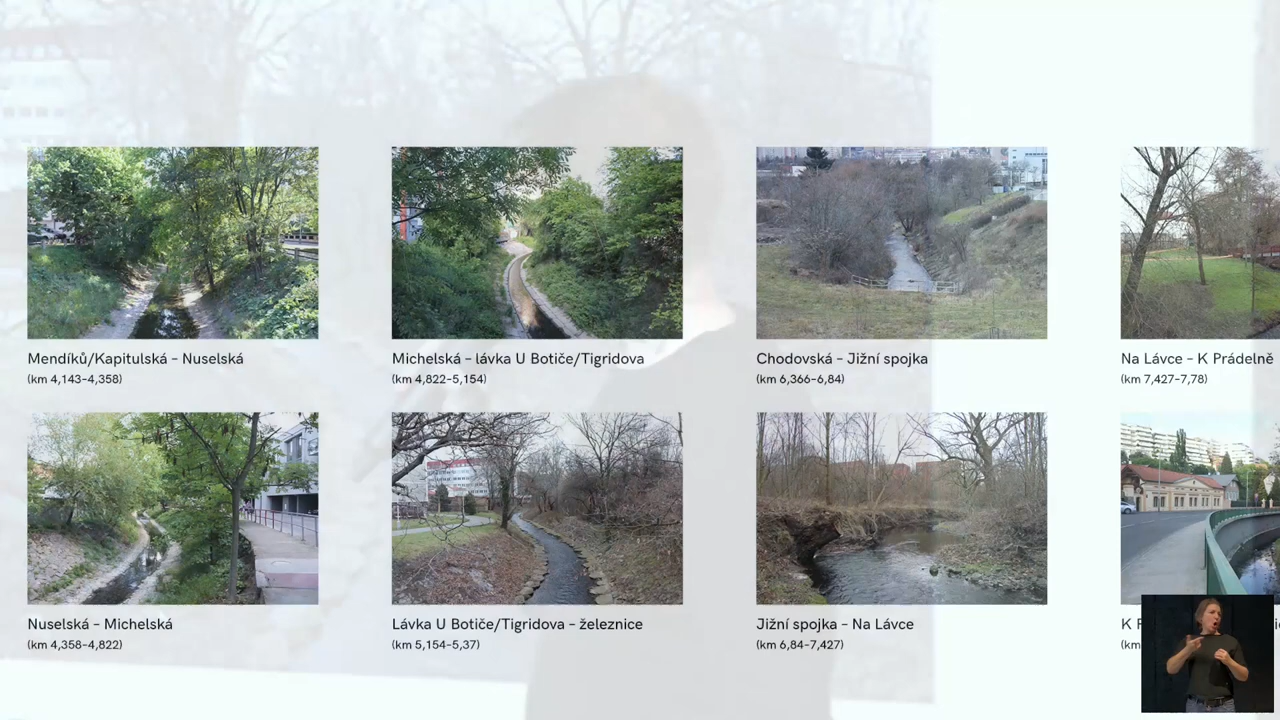 Mendíků/Kapitulská – Nuselská
(km 4,143–4,358)
Michelská – lávka U Botiče/Tigridova
(km 4,822–5,154)
Chodovská – Jižní spojka
(km 6,366–6,84)
Na Lávce – K Prádelně
(km 7,427–7,78)
Nuselská – Michelská
(km 4,358–4,822)
Lávka U Botiče/Tigridova – železnice
(km 5,154–5,37)
Jižní spojka – Na Lávce
(km 6,84–7,427)
K
(km